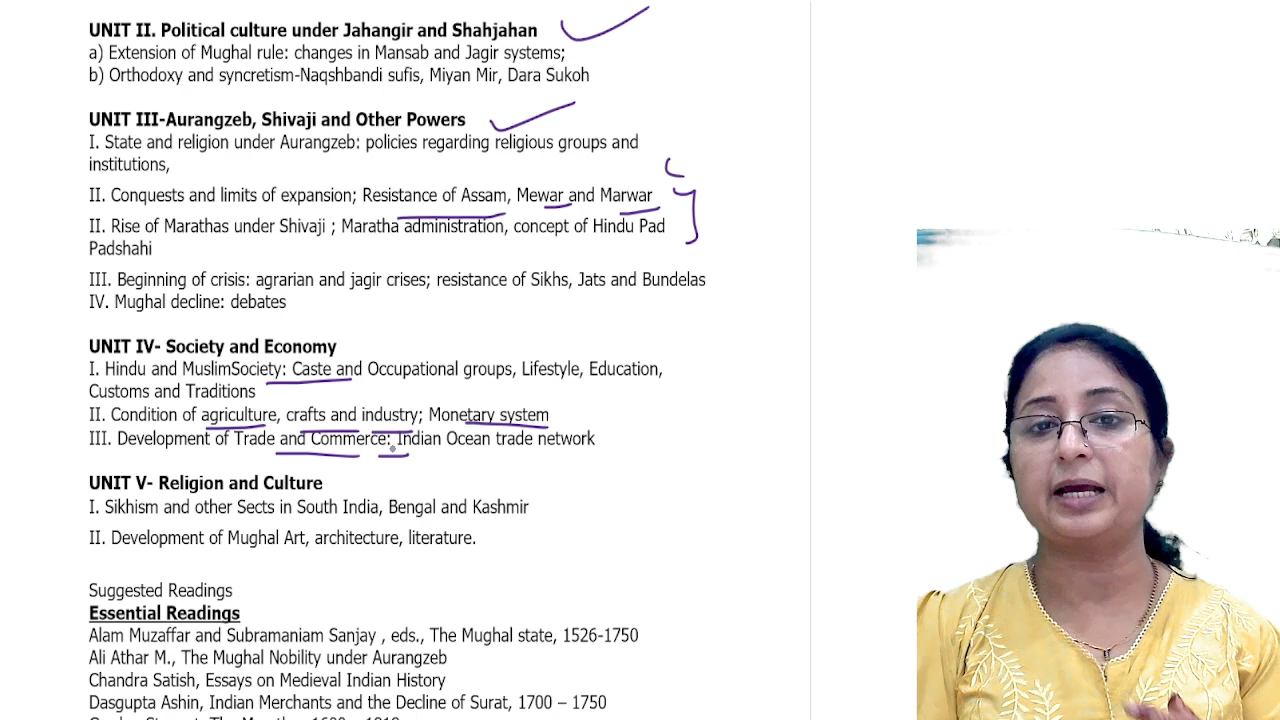 UNIT II. Political culture under Jahangir and Shahjahan
a) Extension of Mughal rule: changes in Mansab and Jagir systems;
b) Orthodoxy and syncretism-Naqshbandi sufis, Miyan Mir, Dara Sukoh
UNIT III-Aurangzeb, Shivaji and Other Powers
I. State and religion under Aurangzeb: policies regarding religious groups and
institutions,
II. Conquests and limits of expansion; Resistance of Assam, Mewar and Marwar
II. Rise of Marathas under Shivaji ; Maratha administration, concept of Hindu Pad
Padshahi
III. Beginning of crisis: agrarian and jagir crises; resistance of Sikhs, Jats and Bundelas
IV. Mughal decline: debates
UNIT IV- Society and Economy
I. Hindu and MuslimSociety: Caste and Occupational groups, Lifestyle, Education,
Customs and Traditions
II. Condition of agriculture, crafts and industry; Monetary system
III. Development of Trade and Commerce: Indian Ocean trade network
UNIT V- Religion and Culture
I. Sikhism and other Sects in South India, Bengal and Kashmir
II. Development of Mughal Art, architecture, literature.
Suggested Readings
Essential Readings
Alam Muzaffar and Subramaniam Sanjay , eds., The Mughal state, 1526-1750
Ali Athar M., The Mughal Nobility under Aurangzeb
Chandra Satish, Essays on Medieval Indian History
Dasgupta Ashin, Indian Merchants and the Decline of Surat, 1700 – 1750